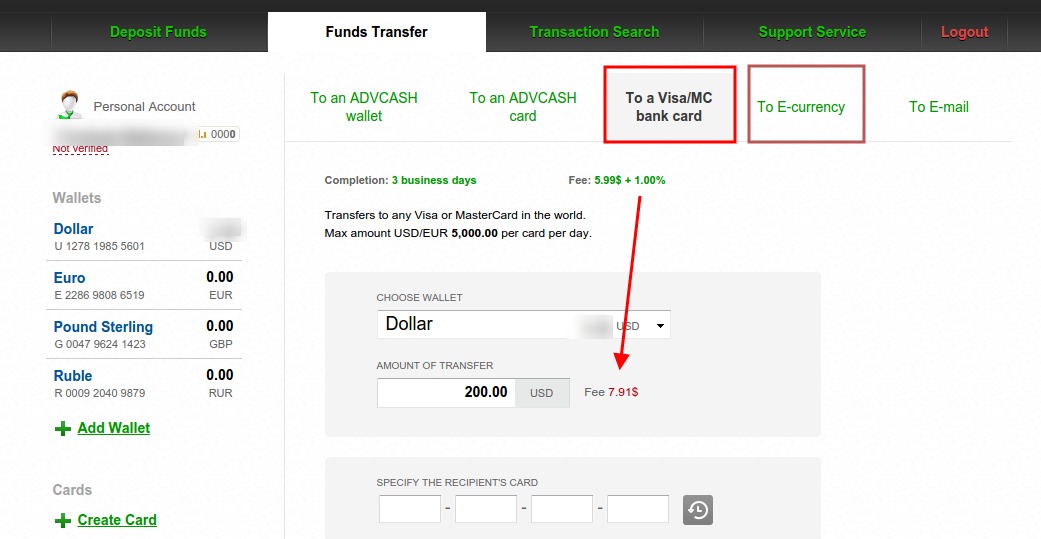 Deposit Funds
Funds Transfer
Transaction Search
Support Service
Logout
Personal Account
0000
Not verified
Wallets
Dollar
U 1278 1985 5601 USD
Euro 0.00
E 2286 9808 6519 EUR
Pound Sterling 0.00
G 0047 9624 1423 GBP
Ruble 0.00
R 0009 2040 9879 RUR
Add Wallet
Cards
Create Card
To an ADVCASH
wallet
To an ADVCASH
card
To a Visa/MC
bank card
To E-currency
To E-mail
Completion: 3 business days
Fee: 5.99$ + 1.00%
Transfers to any Visa or MasterCard in the world.
Max amount USD/EUR 5,000.00 per card per day.
CHOOSE WALLET
Dollar USD
AMOUNT OF TRANSFER
200.00 USD Fee 7.91$
SPECIFY THE RECIPIENT'S CARD
- - -